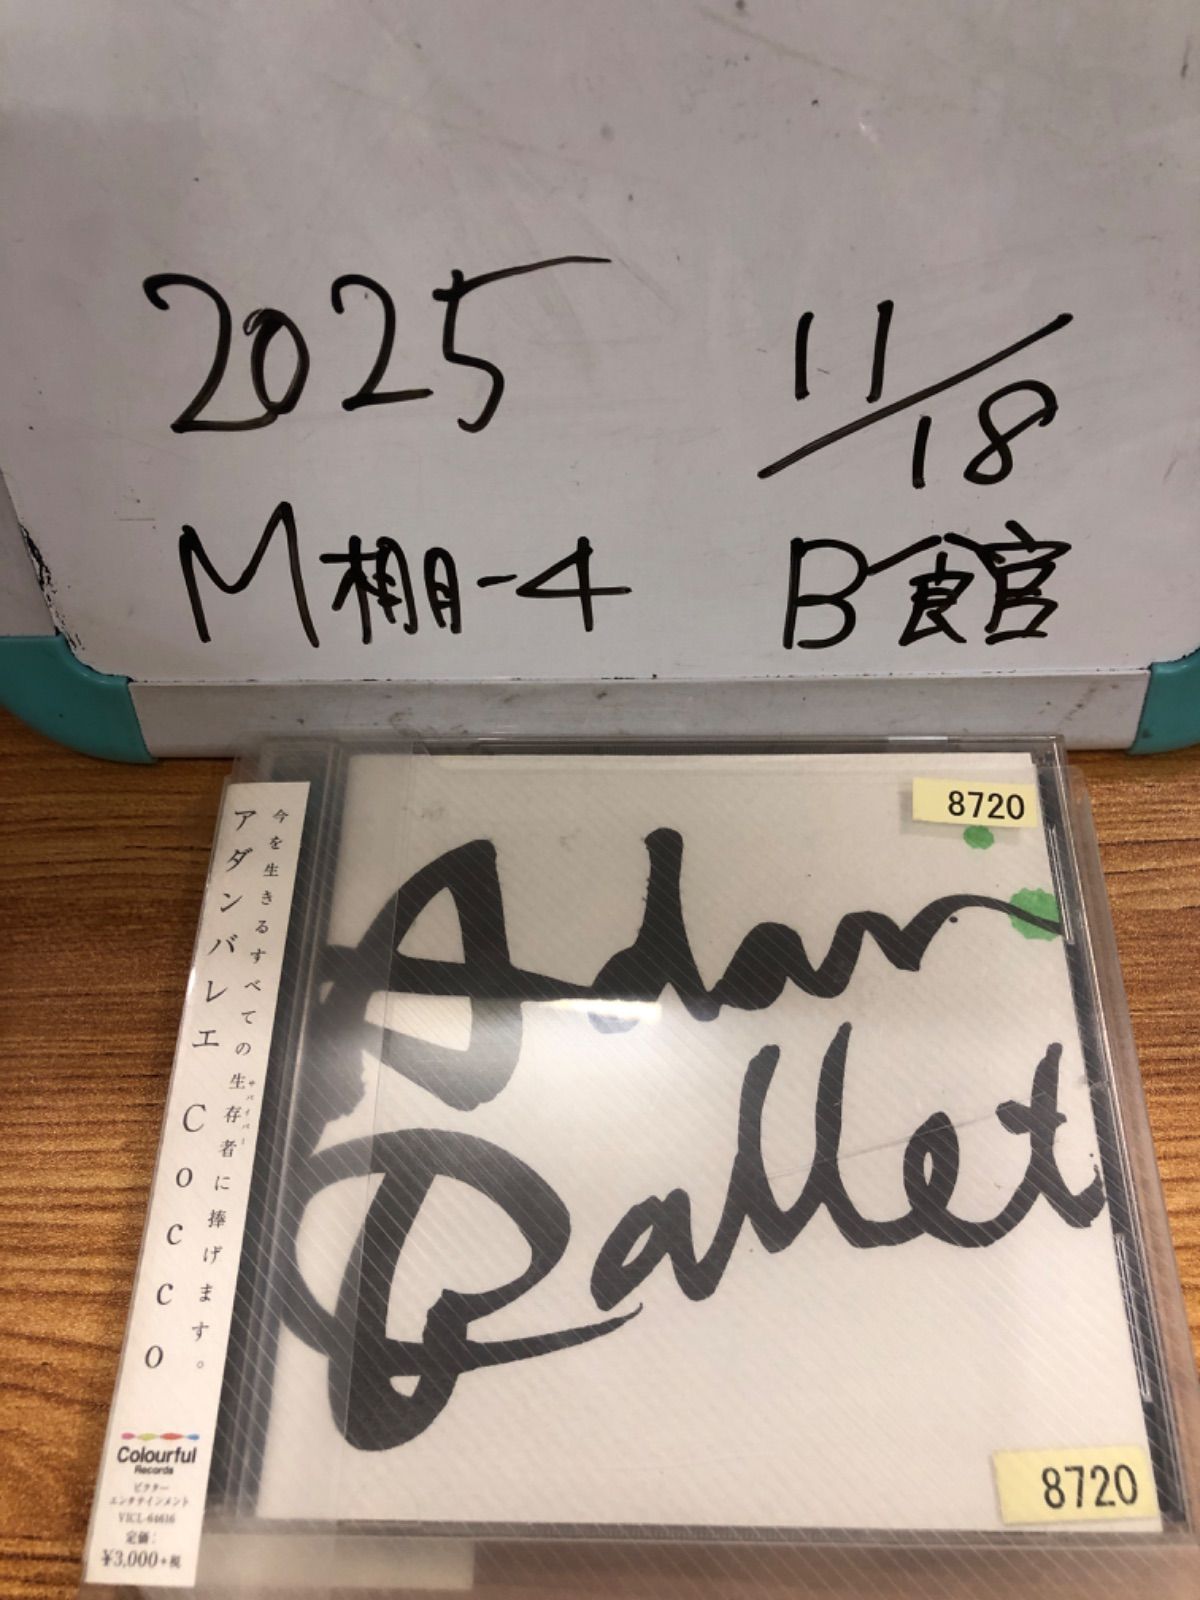 2025 11/18
M棚-4 B館
8720
Adan
Ballet
8720
今を生きるすべての生存者に捧げます。
サバイバー
アダンバレエ Cocco
Colourful
Records
ビクター
エンタテインメント
VICL-64616
定価:
¥3,000+税